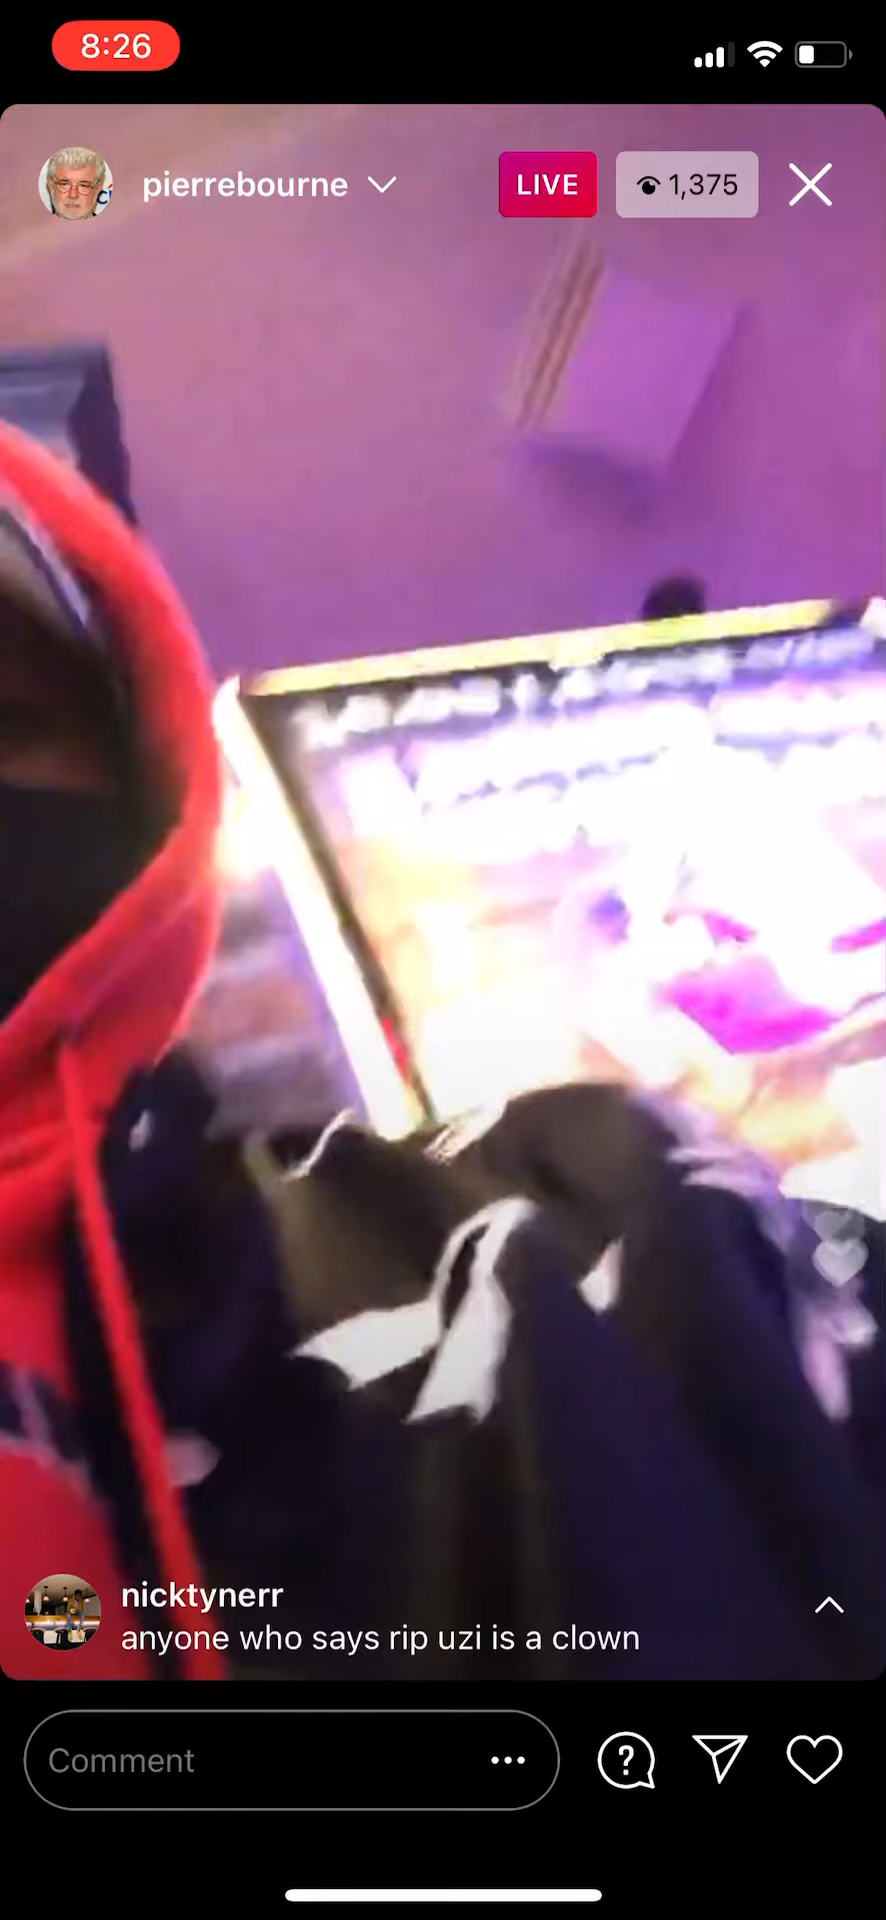 8:26
pierrebourne
LIVE
1,375
nicktynerr
anyone who says rip uzi is a clown
Comment